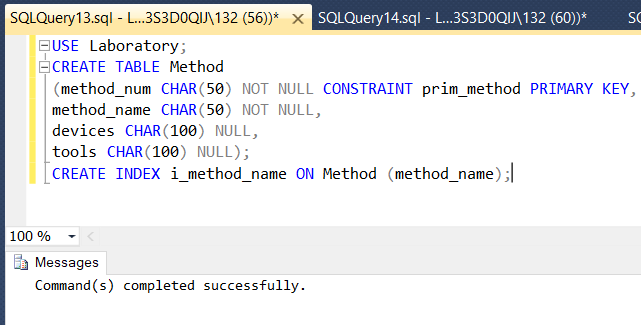 SQLQuery13.sql - L...3S3D0QIJ\132 (56))* SQLQuery14.sql - L...3S3D0QIJ\132 (60))* SQ
USE Laboratory;
CREATE TABLE Method
(method_num CHAR(50) NOT NULL CONSTRAINT prim_method PRIMARY KEY,
method_name CHAR(50) NOT NULL,
devices CHAR(100) NULL,
tools CHAR(100) NULL);
CREATE INDEX i_method_name ON Method (method_name);
100 %
Messages
Command(s) completed successfully.